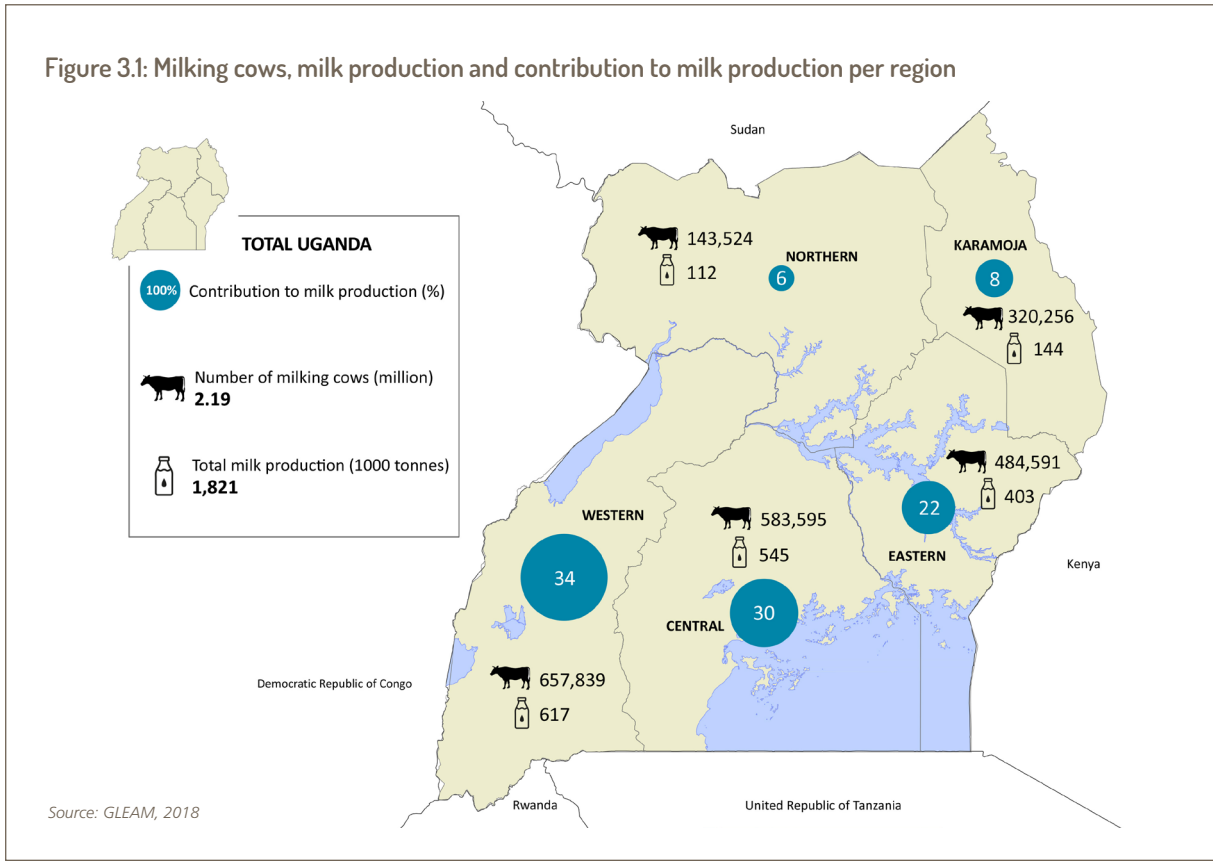 Figure 3.1: Milking cows, milk production and contribution to milk production per region
Sudan
TOTAL UGANDA
100% Contribution to milk production (%)
Number of milking cows (million)
2.19
Total milk production (1000 tonnes)
1,821
143,524
112
NORTHERN
6
KARAMOJA
8
320,256
144
484,591
403
22
EASTERN
WESTERN
34
657,839
617
583,595
545
CENTRAL
30
Kenya
Democratic Republic of Congo
Rwanda
United Republic of Tanzania
Source: GLEAM, 2018